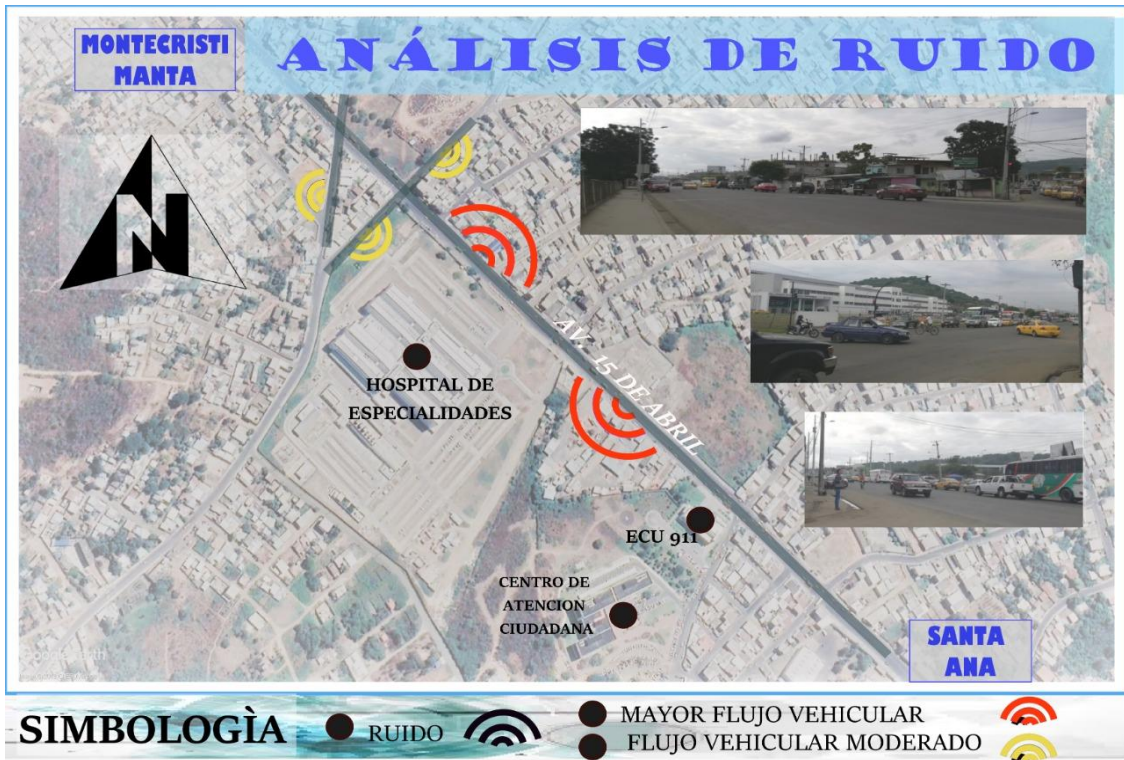 MONTECRISTI
MANTA
ANÁLISIS DE RUIDO
N
AV. 15 DE ABRIL
HOSPITAL DE
ESPECIALIDADES
ECU 911
CENTRO DE
ATENCION
CIUDADANA
SANTA
ANA
SIMBOLOGÌA
RUIDO
MAYOR FLUJO VEHICULAR
FLUJO VEHICULAR MODERADO